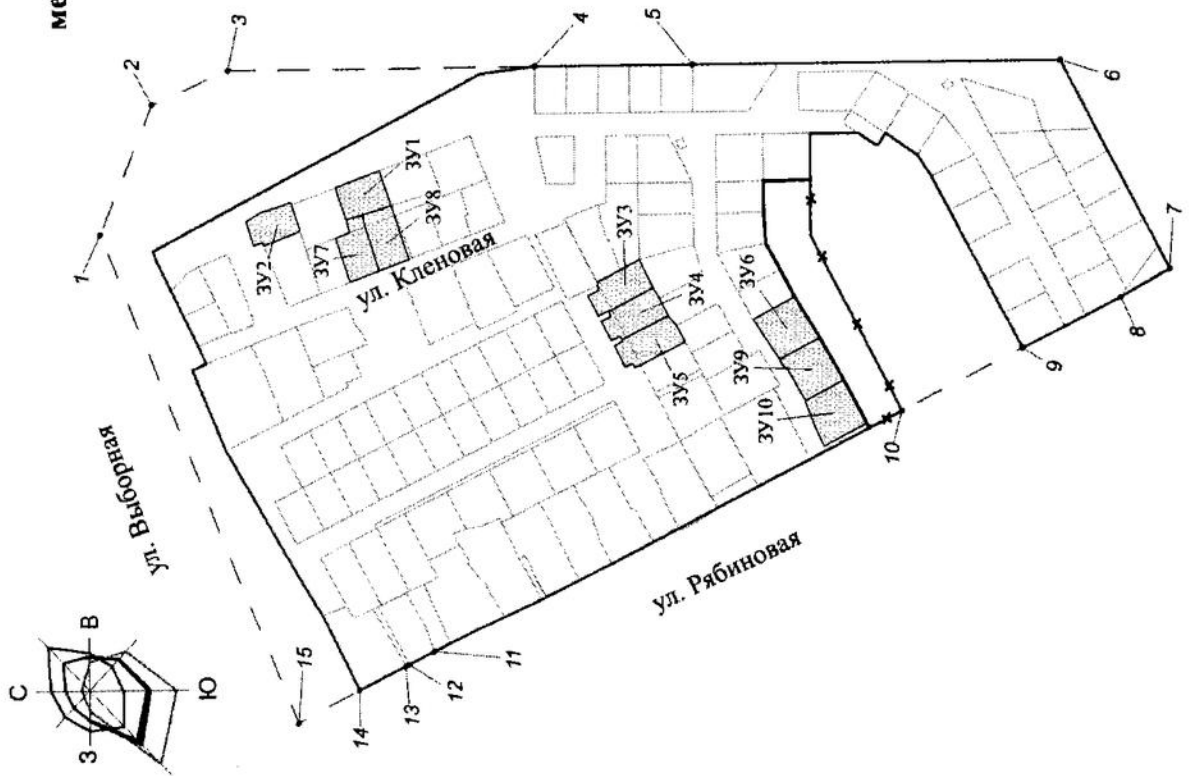 ме
С
В
З
Ю
ул. Выборная
1
2
3
4
5
6
7
8
9
10
11
12
13
14
15
ЗУ2
ЗУ1
ЗУ7
ЗУ8
ул. Кленовая
ЗУ3
ЗУ4
ЗУ5
ЗУ6
ЗУ9
ЗУ10
ул. Рябиновая